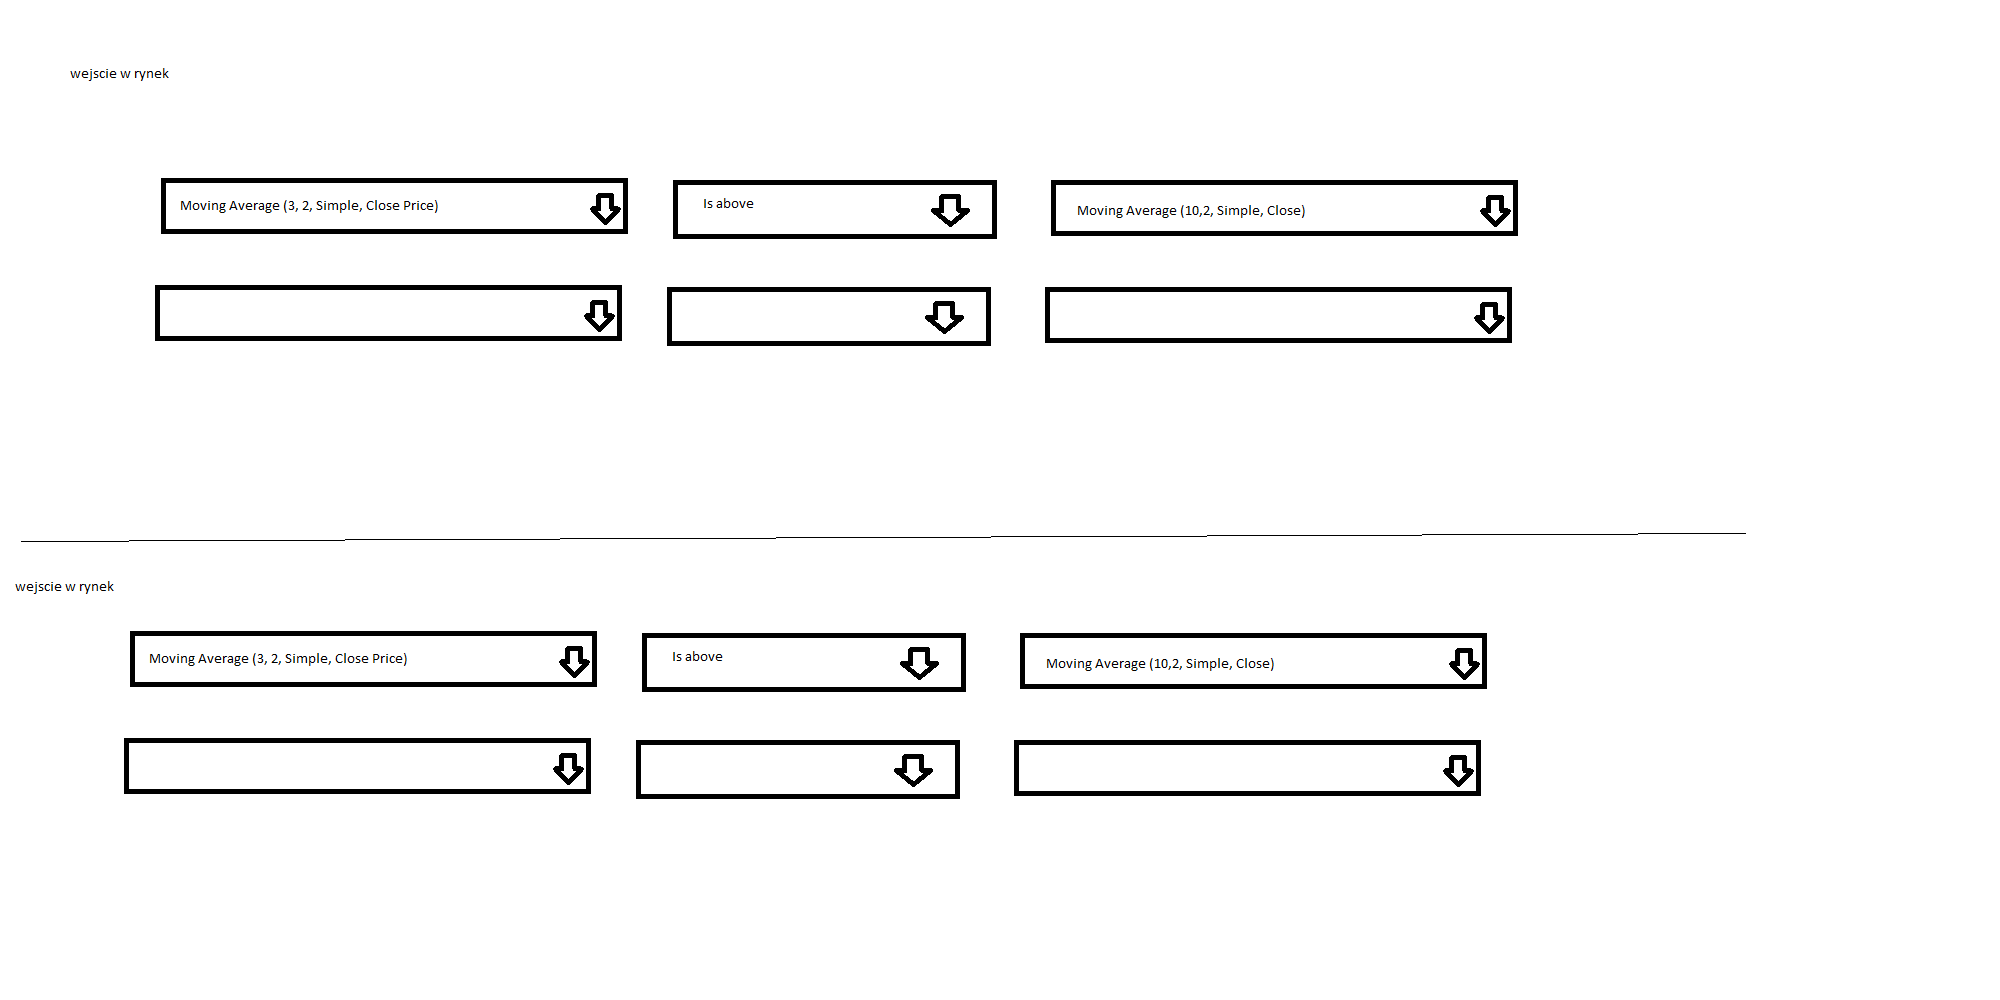 wejscie w rynek
Moving Average (3, 2, Simple, Close Price)
Is above
Moving Average (10,2, Simple, Close)
wejscie w rynek
Moving Average (3, 2, Simple, Close Price)
Is above
Moving Average (10,2, Simple, Close)